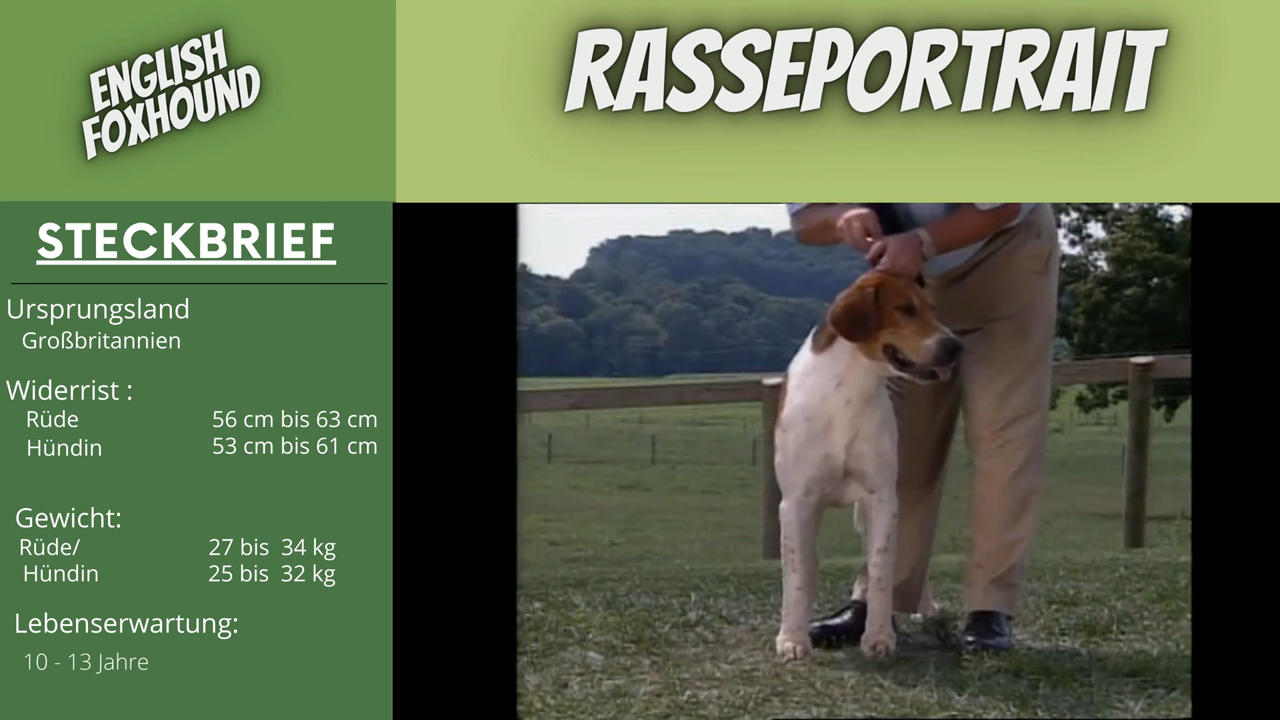 ENGLISH
FOXHOUND
RASSEPORTRAIT
STECKBRIEF
Ursprungsland
Großbritannien
Widerrist :
Rüde 56 cm bis 63 cm
Hündin 53 cm bis 61 cm
Gewicht:
Rüde/ 27 bis 34 kg
Hündin 25 bis 32 kg
Lebenserwartung:
10 - 13 Jahre